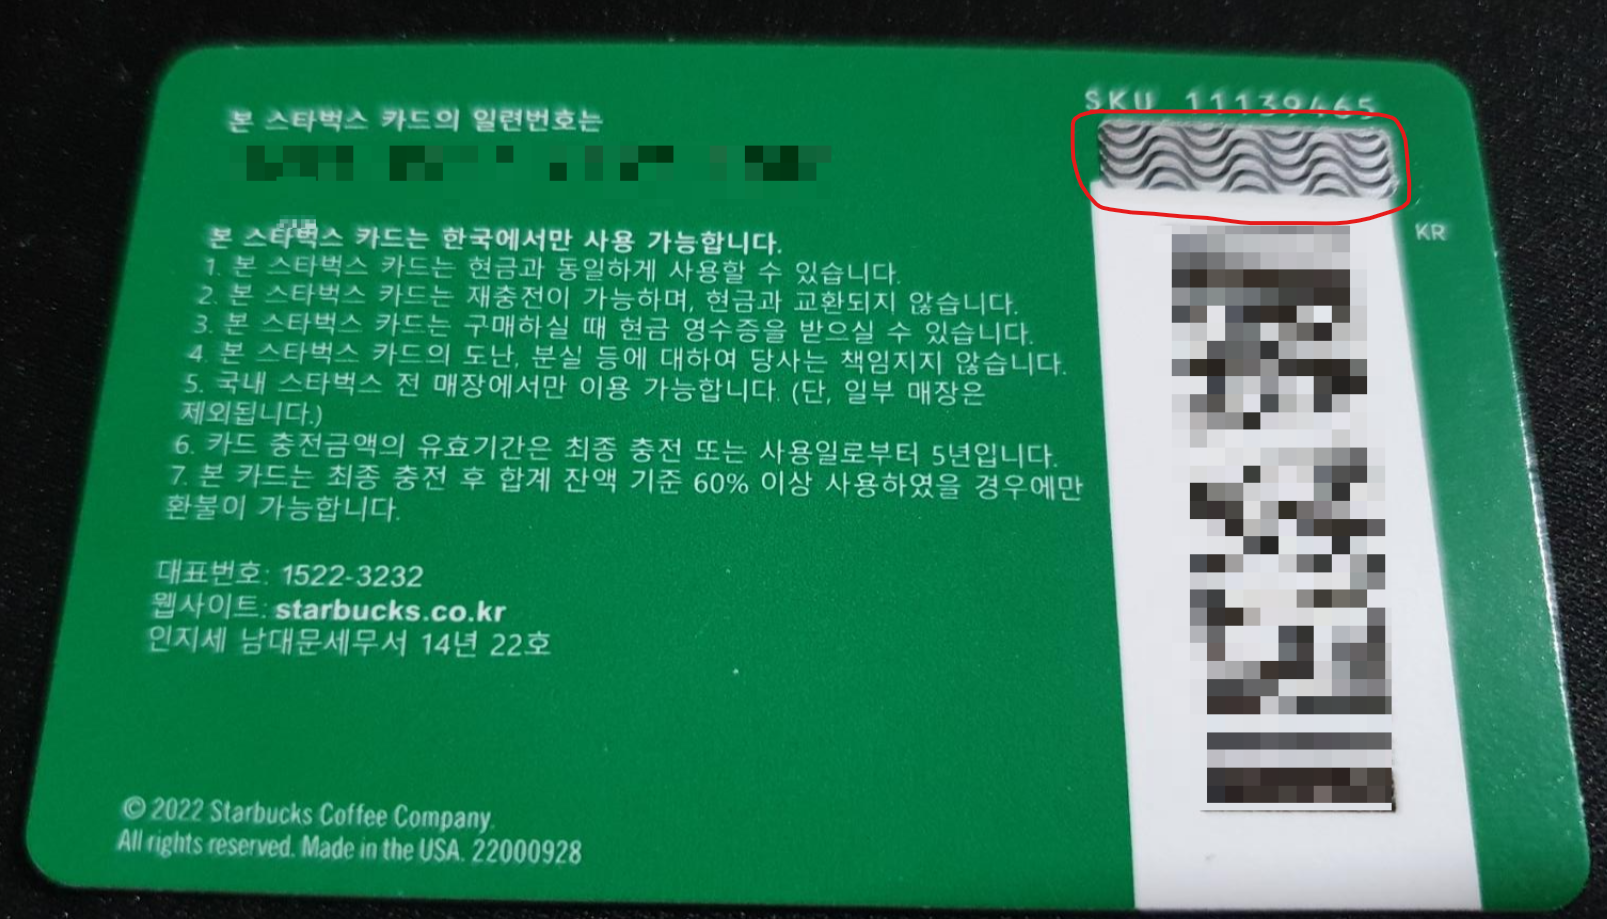 본 스타벅스 카드의 일련번호는
SKU 11139465
KR
본 스타벅스 카드는 한국에서만 사용 가능합니다.
1. 본 스타벅스 카드는 현금과 동일하게 사용할 수 있습니다.
2. 본 스타벅스 카드는 재충전이 가능하며, 현금과 교환되지 않습니다.
3. 본 스타벅스 카드는 구매하실 때 현금 영수증을 받으실 수 있습니다.
4. 본 스타벅스 카드의 도난, 분실 등에 대하여 당사는 책임지지 않습니다.
5. 국내 스타벅스 전 매장에서만 이용 가능합니다. (단, 일부 매장은
제외됩니다.)
6. 카드 충전금액의 유효기간은 최종 충전 또는 사용일로부터 5년입니다.
7. 본 카드는 최종 충전 후 합계 잔액 기준 60% 이상 사용하였을 경우에만
환불이 가능합니다.
대표번호: 1522-3232
웹사이트: starbucks.co.kr
인지세 남대문세무서 14년 22호
© 2022 Starbucks Coffee Company.
All rights reserved. Made in the USA. 22000928